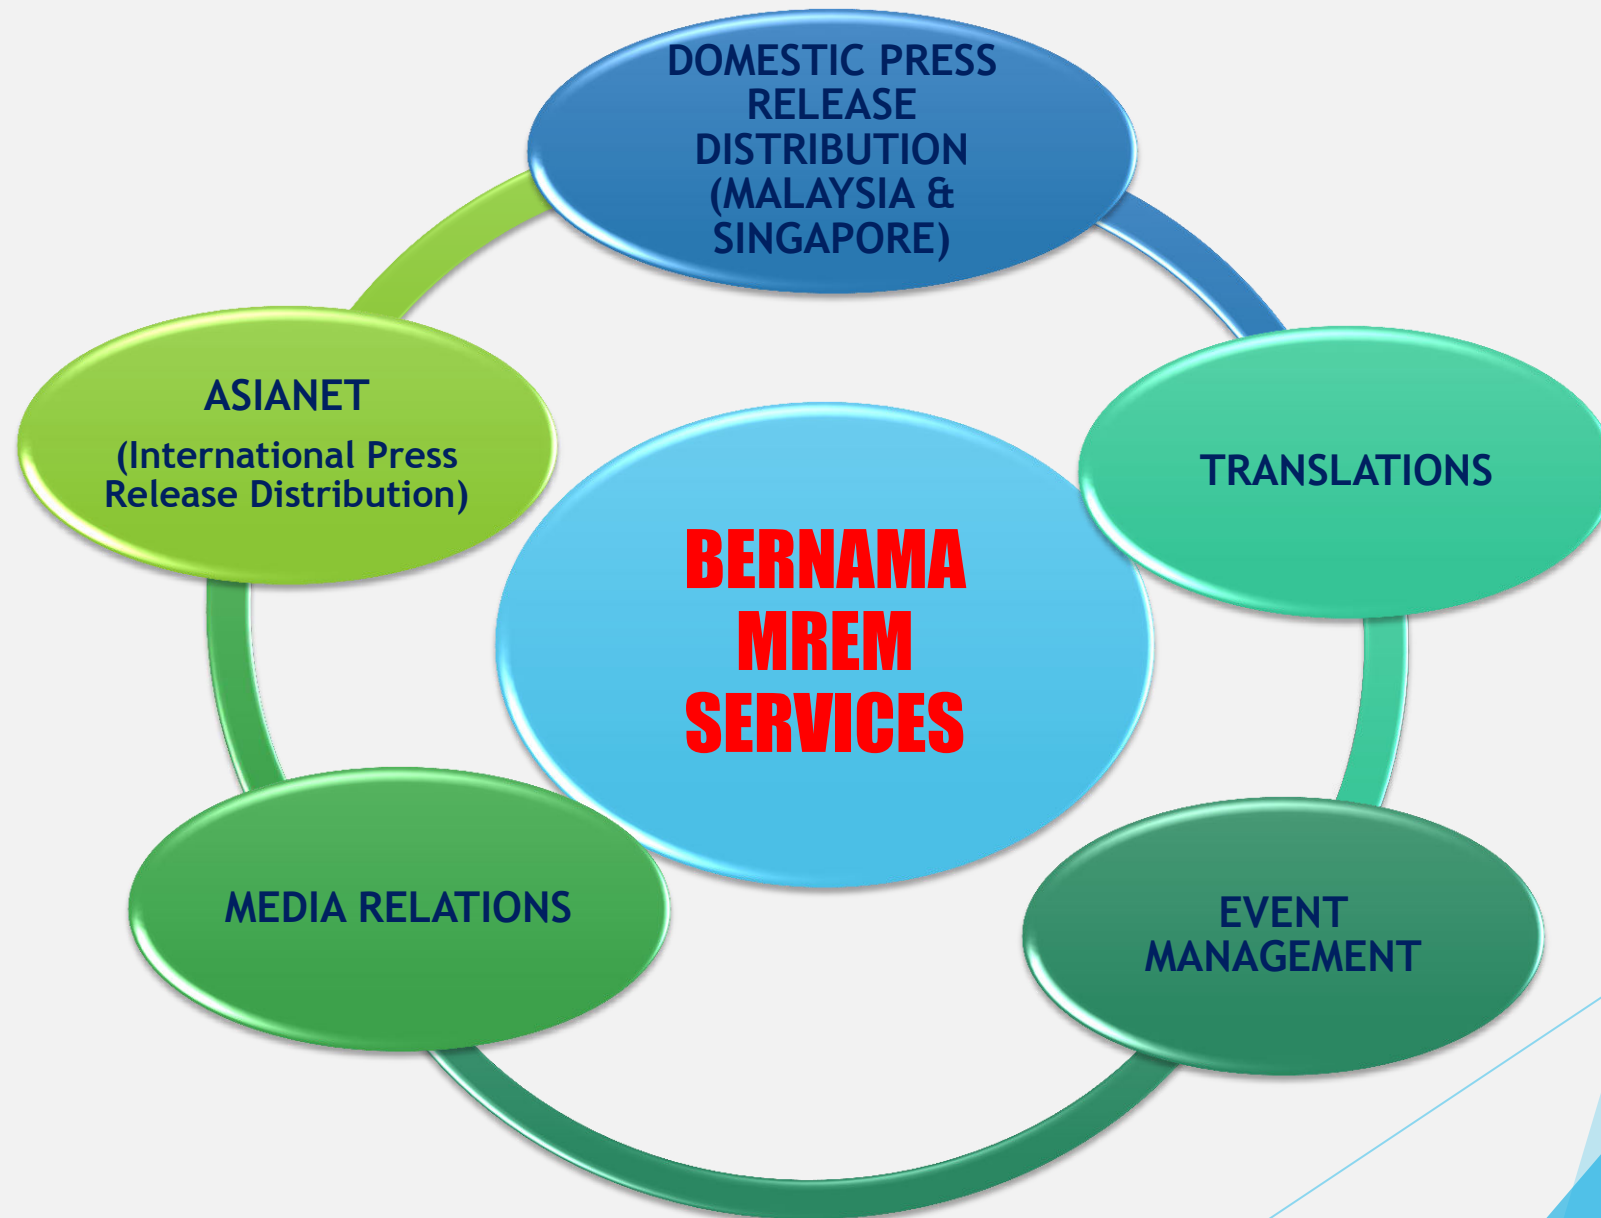 DOMESTIC PRESS
RELEASE
DISTRIBUTION
(MALAYSIA &
SINGAPORE)
ASIANET
(International Press
Release Distribution)
TRANSLATIONS
BERNAMA
MREM
SERVICES
MEDIA RELATIONS
EVENT
MANAGEMENT